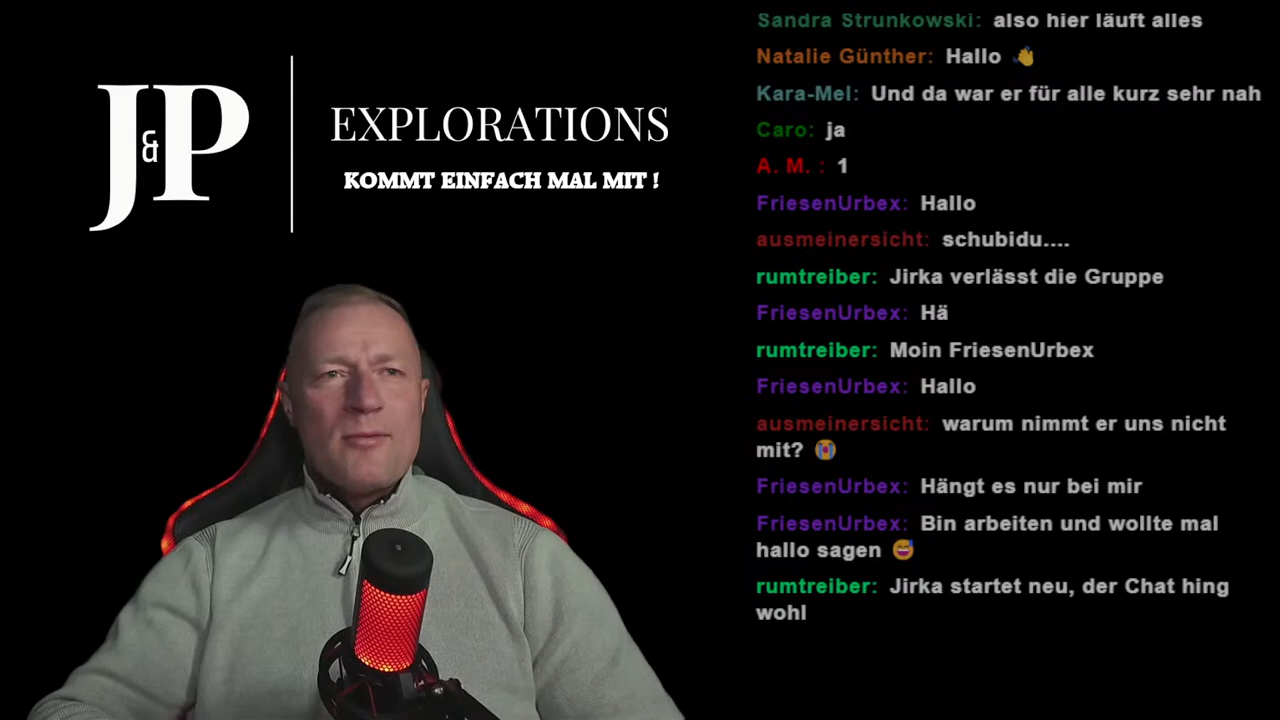 J&P
EXPLORATIONS
KOMMT EINFACH MAL MIT !
Sandra Strunkowski: also hier läuft alles
Natalie Günther: Hallo 👋
Kara-Mel: Und da war er für alle kurz sehr nah
Caro: ja
A. M. : 1
FriesenUrbex: Hallo
ausmeinersicht: schubidu....
rumtreiber: Jirka verlässt die Gruppe
FriesenUrbex: Hä
rumtreiber: Moin FriesenUrbex
FriesenUrbex: Hallo
ausmeinersicht: warum nimmt er uns nicht
mit? 😭
FriesenUrbex: Hängt es nur bei mir
FriesenUrbex: Bin arbeiten und wollte mal
hallo sagen 😅
rumtreiber: Jirka startet neu, der Chat hing
wohl